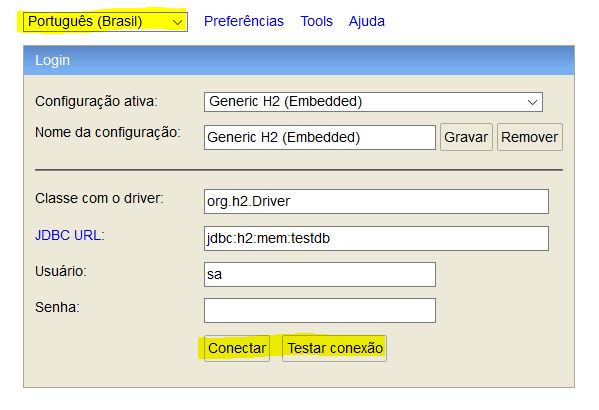 Português (Brasil) Preferências Tools Ajuda
Login
Configuração ativa: Generic H2 (Embedded)
Nome da configuração: Generic H2 (Embedded) Gravar Remover
Classe com o driver: org.h2.Driver
JDBC URL: jdbc:h2:mem:testdb
Usuário: sa
Senha:
Conectar Testar conexão